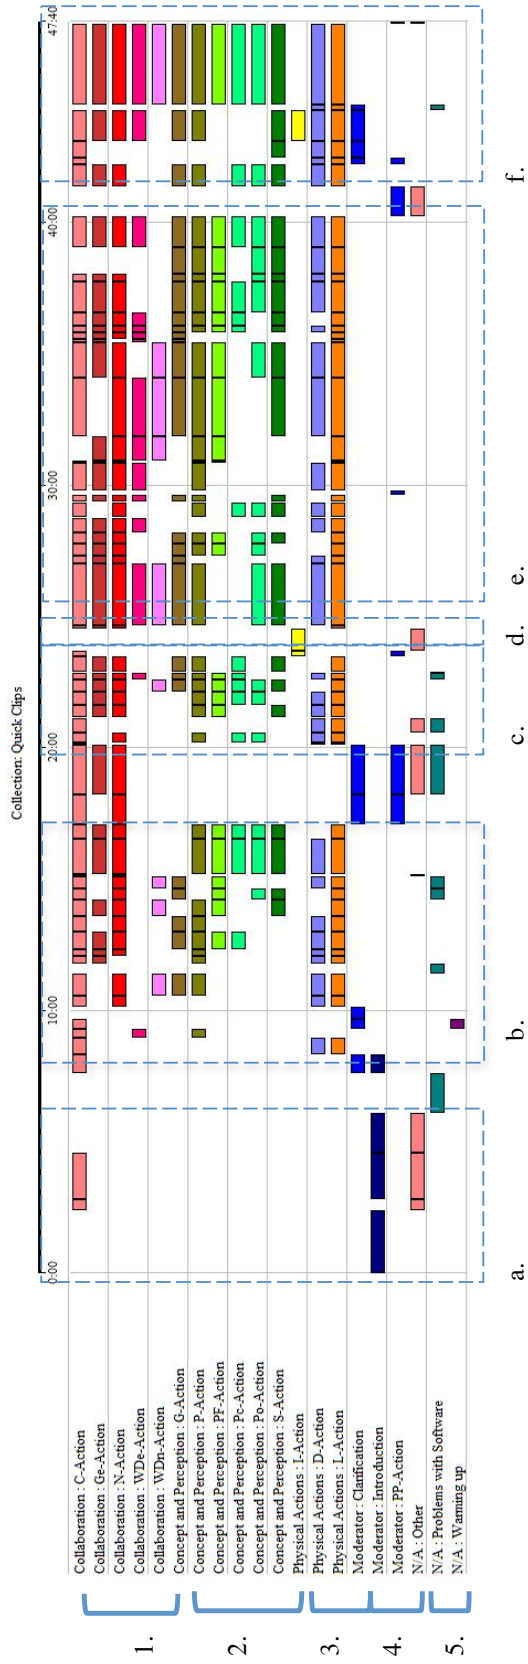 Collection: Quick Clips
0:00 10:00 20:00 30:00 40:00 47:40
Collaboration : C-Action
Collaboration : Ge-Action
Collaboration : N-Action
Collaboration : WDe-Action
Collaboration : WDn-Action
Concept and Perception : G-Action
Concept and Perception : P-Action
Concept and Perception : PF-Action
Concept and Perception : Pc-Action
Concept and Perception : Po-Action
Concept and Perception : S-Action
Physical Actions : I-Action
Physical Actions : D-Action
Physical Actions : L-Action
Moderator : Clarification
Moderator : Introduction
Moderator : PP-Action
N/A : Other
N/A : Problems with Software
N/A : Warming up
1.
2.
3.
4.
5.
a. b. c. d. e. f.